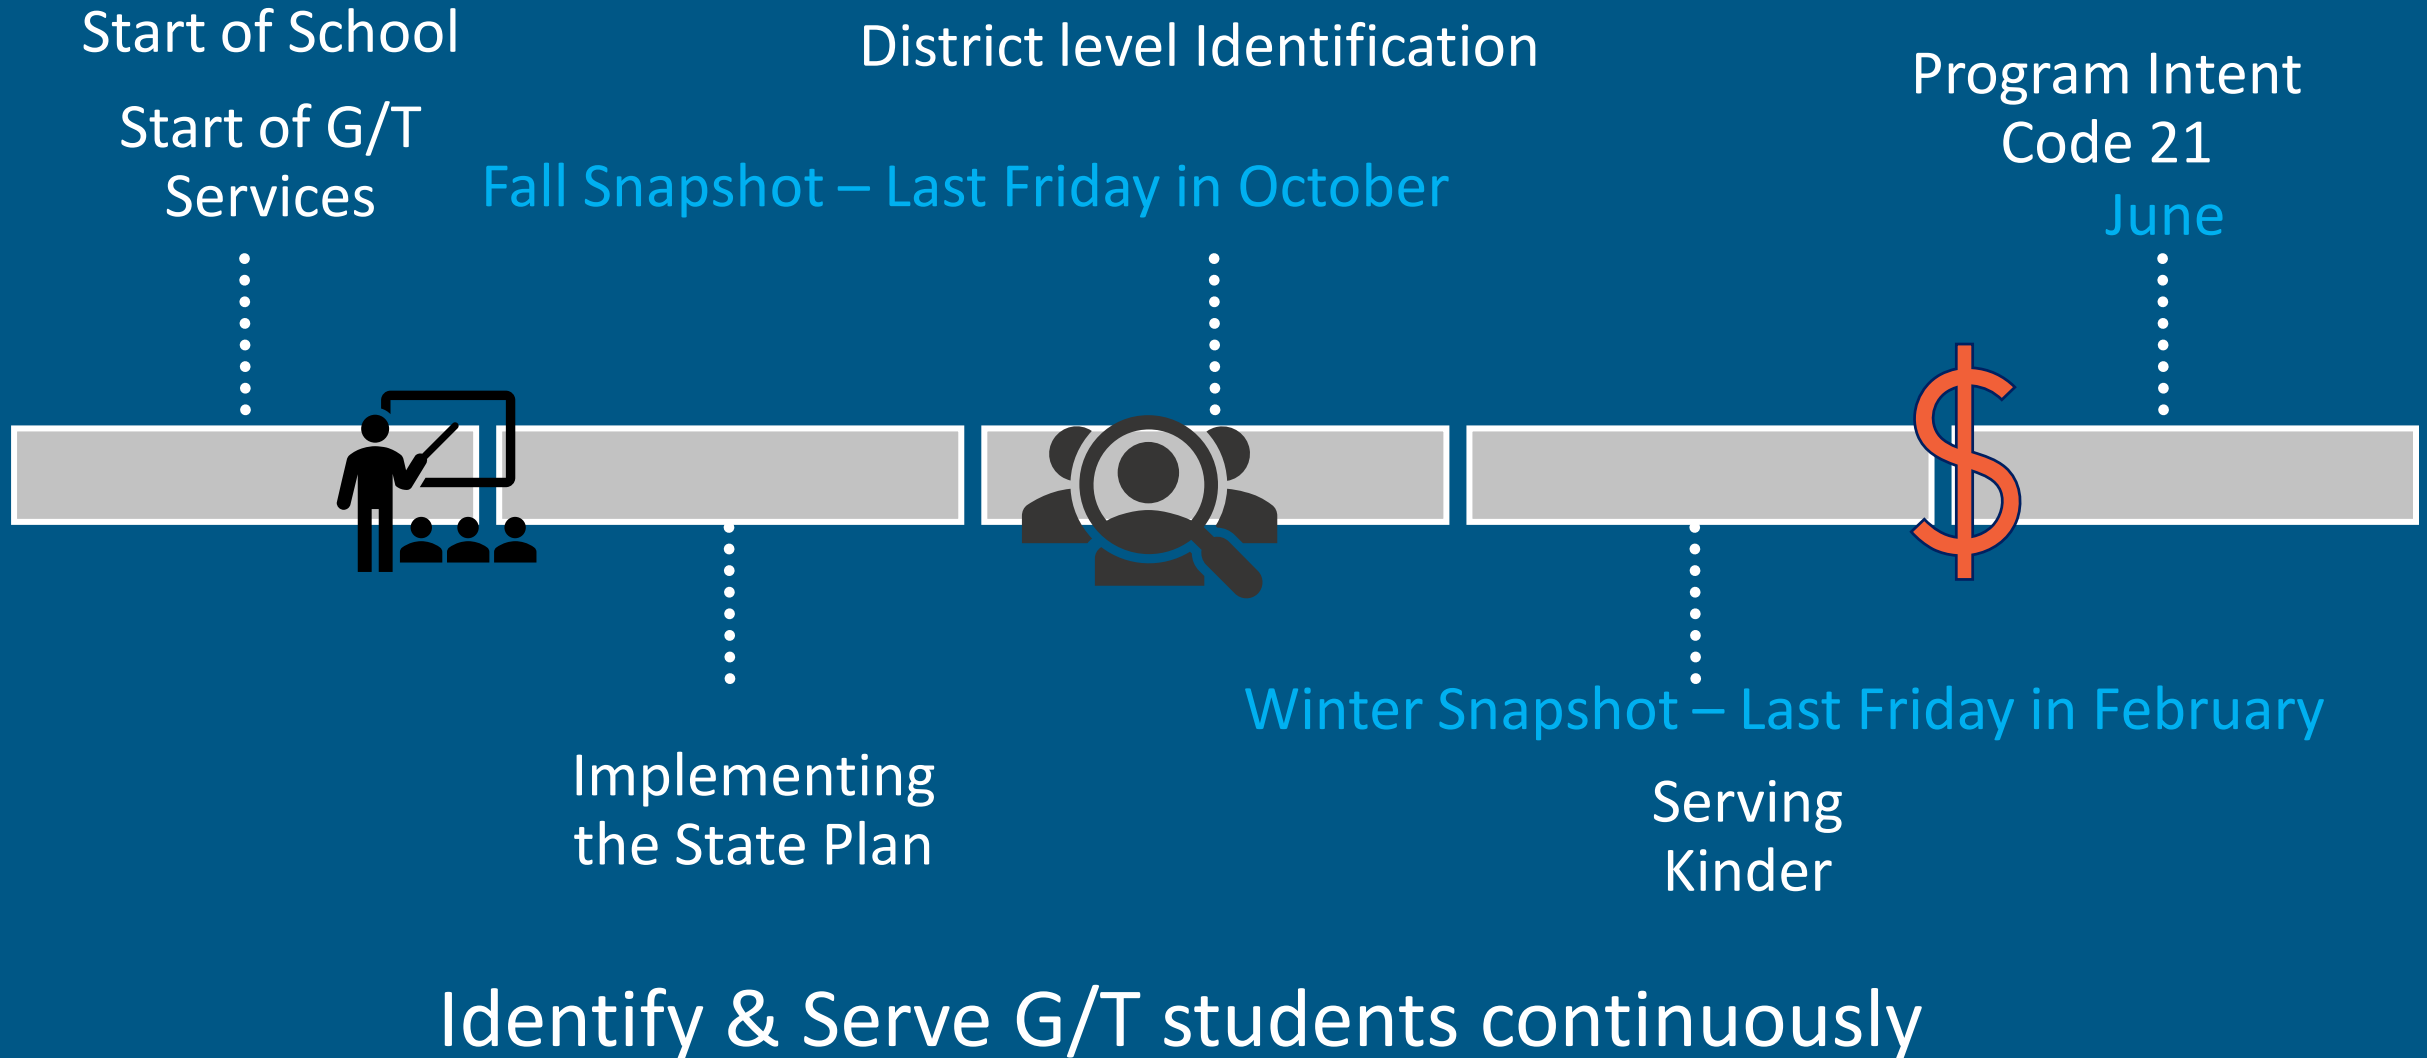 Start of School
Start of G/T
Services
District level Identification
Fall Snapshot – Last Friday in October
Program Intent
Code 21
June
Implementing
the State Plan
Winter Snapshot – Last Friday in February
Serving
Kinder
Identify & Serve G/T students continuously